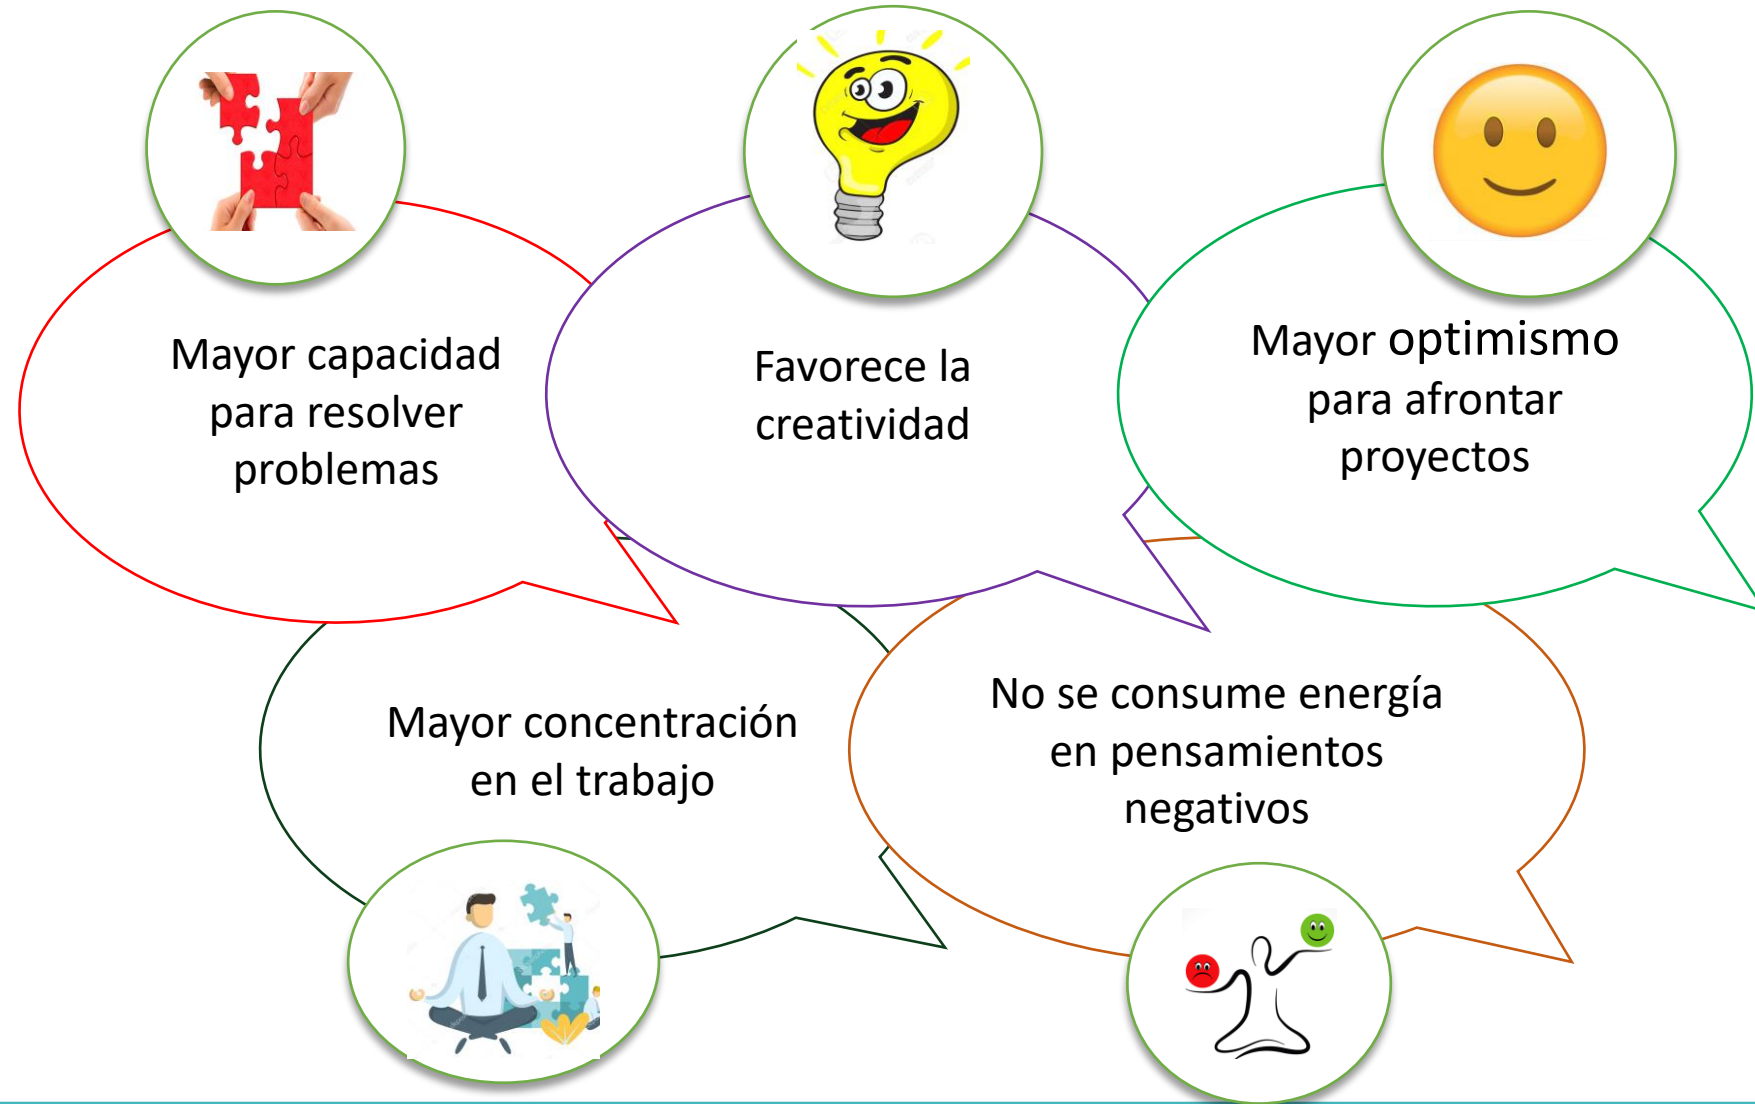 Mayor capacidad
para resolver
problemas
Favorece la
creatividad
Mayor optimismo
para afrontar
proyectos
Mayor concentración
en el trabajo
No se consume energía
en pensamientos
negativos